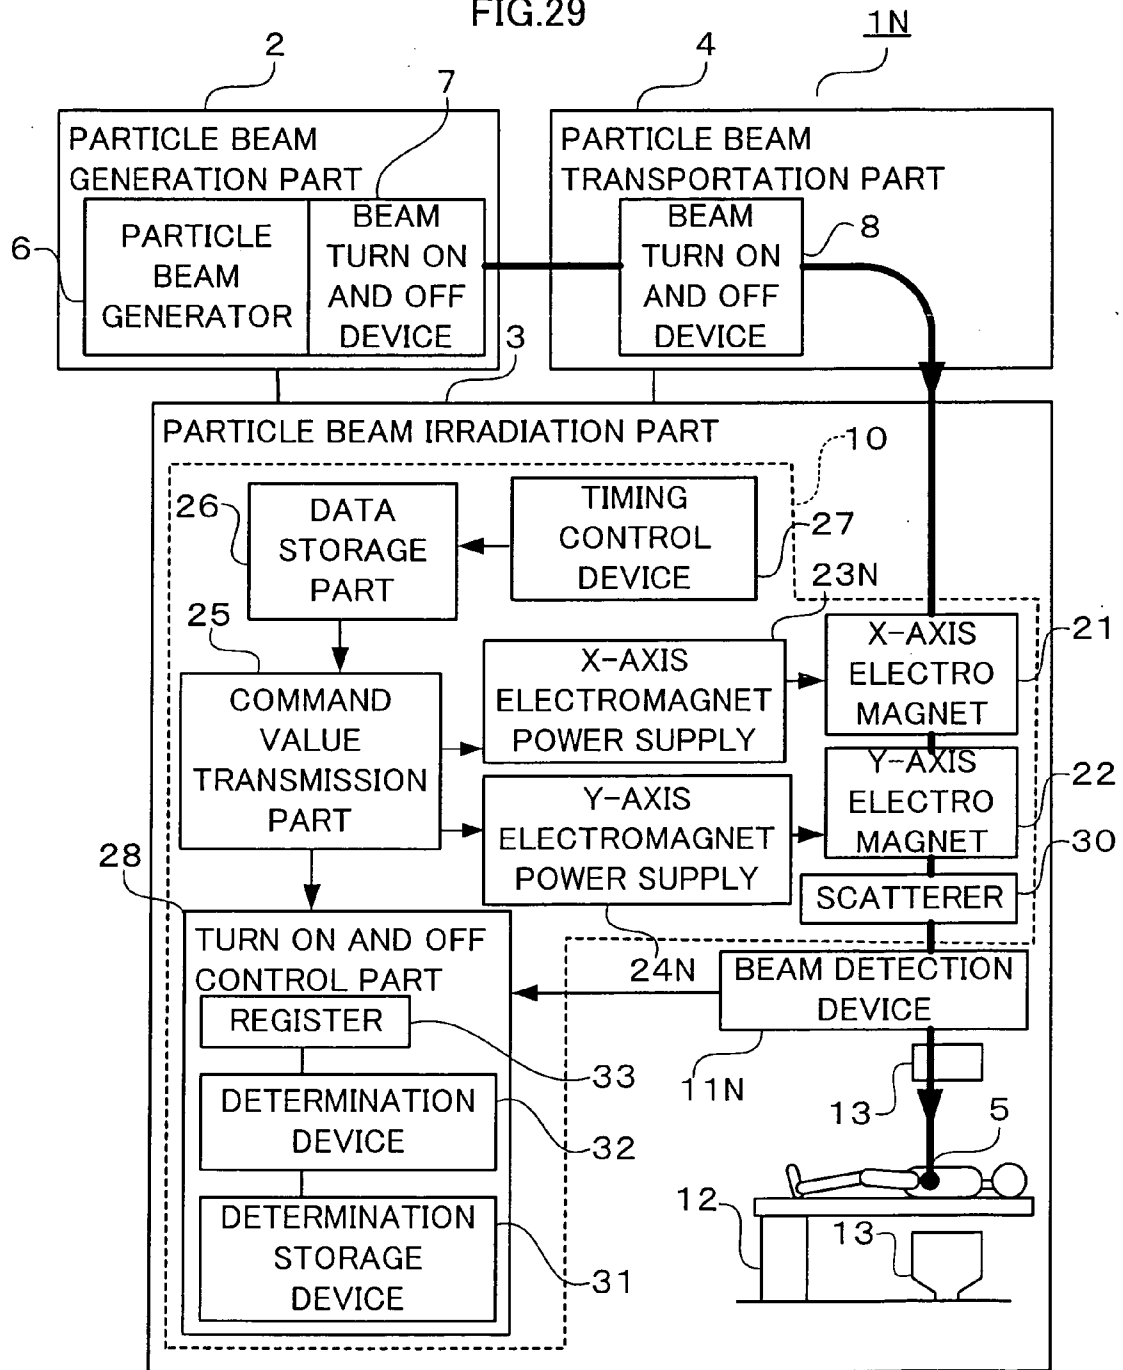 FIG.29
1N
2
7
4
PARTICLE BEAM
GENERATION PART
PARTICLE BEAM
TRANSPORTATION PART
6
PARTICLE
BEAM
GENERATOR
BEAM
TURN ON
AND OFF
DEVICE
BEAM
TURN ON
AND OFF
DEVICE
8
3
PARTICLE BEAM IRRADIATION PART
10
26
DATA
STORAGE
PART
TIMING
CONTROL
DEVICE
27
23N
25
COMMAND
VALUE
TRANSMISSION
PART
X-AXIS
ELECTROMAGNET
POWER SUPPLY
X-AXIS
ELECTRO
MAGNET
21
Y-AXIS
ELECTROMAGNET
POWER SUPPLY
Y-AXIS
ELECTRO
MAGNET
22
30
SCATTERER
28
TURN ON AND OFF
CONTROL PART
24N
BEAM DETECTION
DEVICE
11N
REGISTER
33
DETERMINATION
DEVICE
32
DETERMINATION
STORAGE
DEVICE
31
13
5
12
13